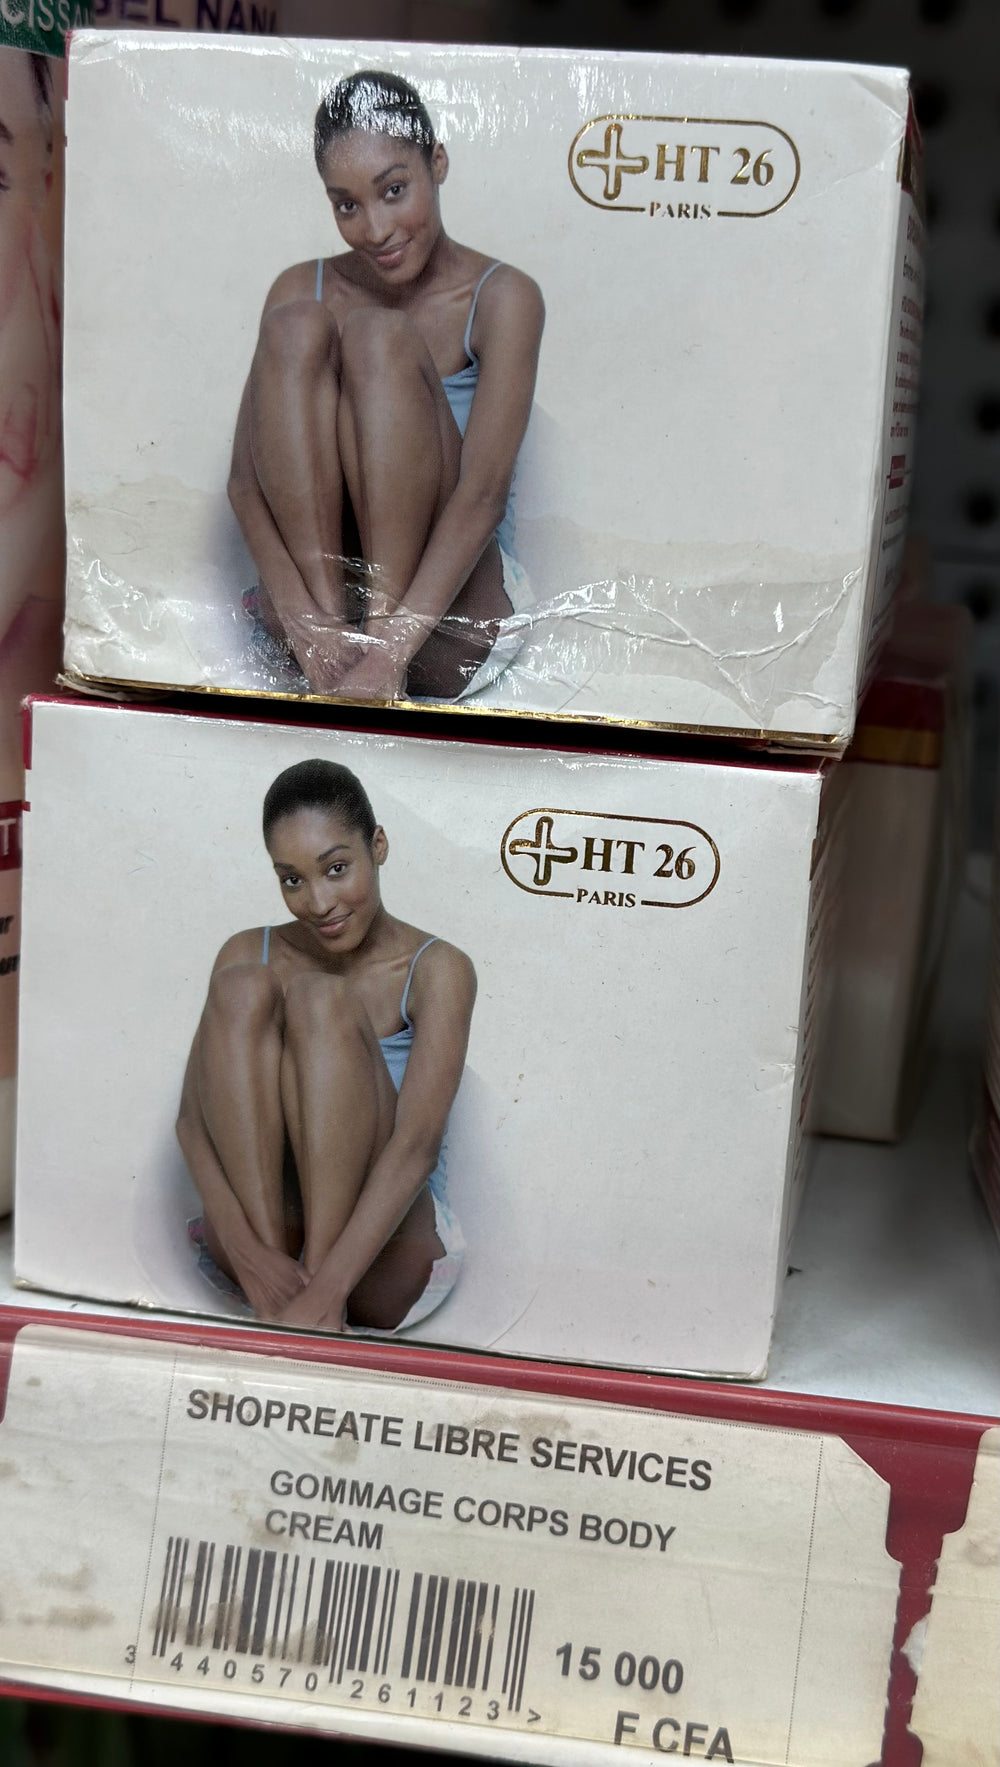 HT 26
PARIS
HT 26
PARIS
SHOPREATE LIBRE SERVICES
GOMMAGE CORPS BODY
CREAM
3 440570 261123 >
15 000
F CFA